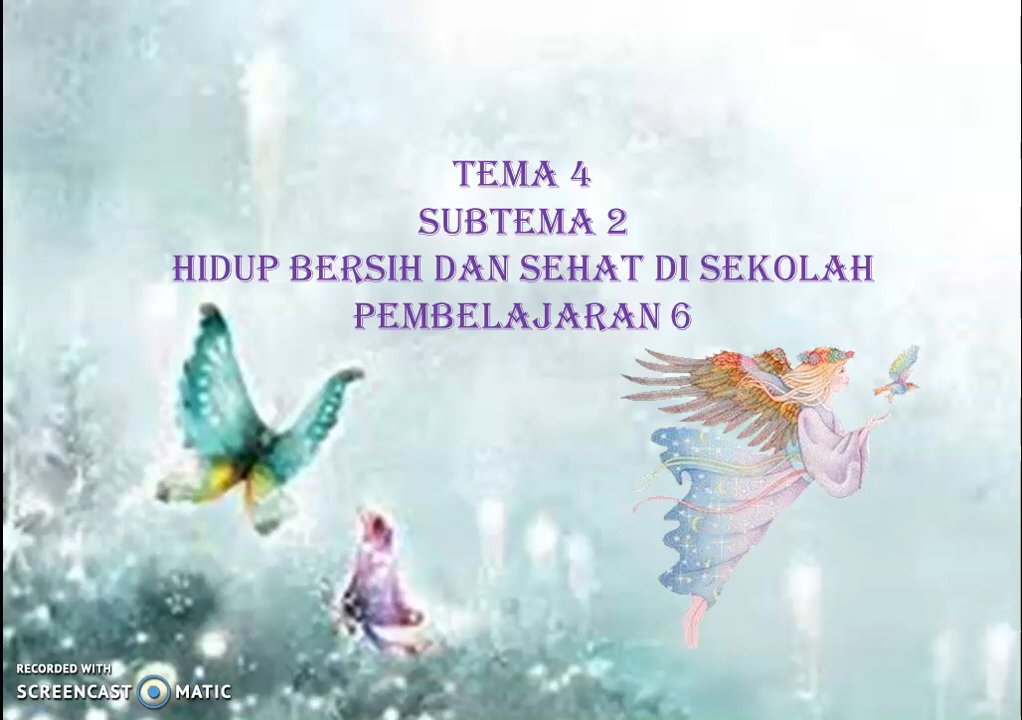 TEMA 4
SUBTEMA 2
HIDUP BERSIH DAN SEHAT DI SEKOLAH
PEMBELAJARAN 6
RECORDED WITH
SCREENCAST MATIC